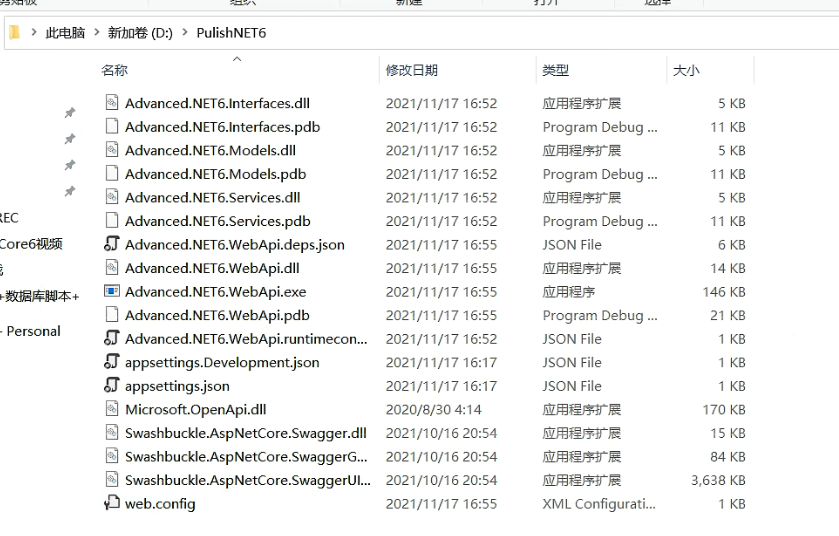 此电脑 新加卷 (D:) PulishNET6
名称 修改日期 类型 大小
Advanced.NET6.Interfaces.dll 2021/11/17 16:52 应用程序扩展 5 KB
Advanced.NET6.Interfaces.pdb 2021/11/17 16:52 Program Debug ... 11 KB
Advanced.NET6.Models.dll 2021/11/17 16:52 应用程序扩展 5 KB
Advanced.NET6.Models.pdb 2021/11/17 16:52 Program Debug ... 11 KB
Advanced.NET6.Services.dll 2021/11/17 16:52 应用程序扩展 5 KB
REC Advanced.NET6.Services.pdb 2021/11/17 16:52 Program Debug ... 11 KB
Core6视频 Advanced.NET6.WebApi.deps.json 2021/11/17 16:55 JSON File 6 KB
Advanced.NET6.WebApi.dll 2021/11/17 16:55 应用程序扩展 14 KB
+数据库脚本+ Advanced.NET6.WebApi.exe 2021/11/17 16:55 应用程序 146 KB
Advanced.NET6.WebApi.pdb 2021/11/17 16:55 Program Debug ... 21 KB
- Personal Advanced.NET6.WebApi.runtimecon... 2021/11/17 16:52 JSON File 1 KB
appsettings.Development.json 2021/11/17 16:17 JSON File 1 KB
appsettings.json 2021/11/17 16:17 JSON File 1 KB
Microsoft.OpenApi.dll 2020/8/30 4:14 应用程序扩展 170 KB
Swashbuckle.AspNetCore.Swagger.dll 2021/10/16 20:54 应用程序扩展 15 KB
Swashbuckle.AspNetCore.SwaggerG... 2021/10/16 20:54 应用程序扩展 84 KB
Swashbuckle.AspNetCore.SwaggerUI... 2021/10/16 20:54 应用程序扩展 3,638 KB
web.config 2021/11/17 16:55 XML Configurati... 1 KB